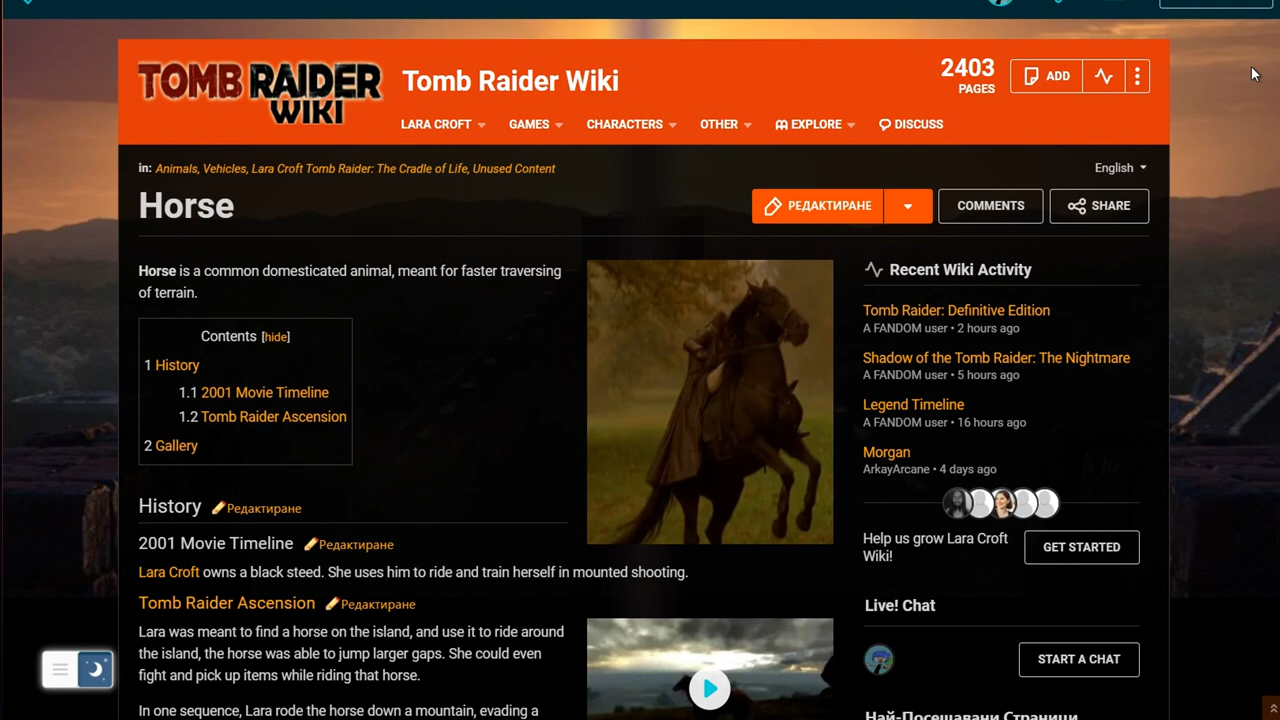 TOMB RAIDER
WIKI
Tomb Raider Wiki
2403
PAGES
ADD
LARA CROFT
GAMES
CHARACTERS
OTHER
EXPLORE
DISCUSS
in: Animals, Vehicles, Lara Croft Tomb Raider: The Cradle of Life, Unused Content
English
Horse
РЕДАКТИРАНЕ
COMMENTS
SHARE
Horse is a common domesticated animal, meant for faster traversing
of terrain.
Contents [hide]
1 History
1.1 2001 Movie Timeline
1.2 Tomb Raider Ascension
2 Gallery
History Редактиране
2001 Movie Timeline Редактиране
Lara Croft owns a black steed. She uses him to ride and train herself in mounted shooting.
Tomb Raider Ascension Редактиране
Lara was meant to find a horse on the island, and use it to ride around
the island, the horse was able to jump larger gaps. She could even
fight and pick up items while riding that horse.
In one sequence, Lara rode the horse down a mountain, evading a
Recent Wiki Activity
Tomb Raider: Definitive Edition
A FANDOM user • 2 hours ago
Shadow of the Tomb Raider: The Nightmare
A FANDOM user • 5 hours ago
Legend Timeline
A FANDOM user • 16 hours ago
Morgan
ArkayArcane • 4 days ago
Help us grow Lara Croft
Wiki!
GET STARTED
Live! Chat
START A CHAT
Най-Посещавани Страници